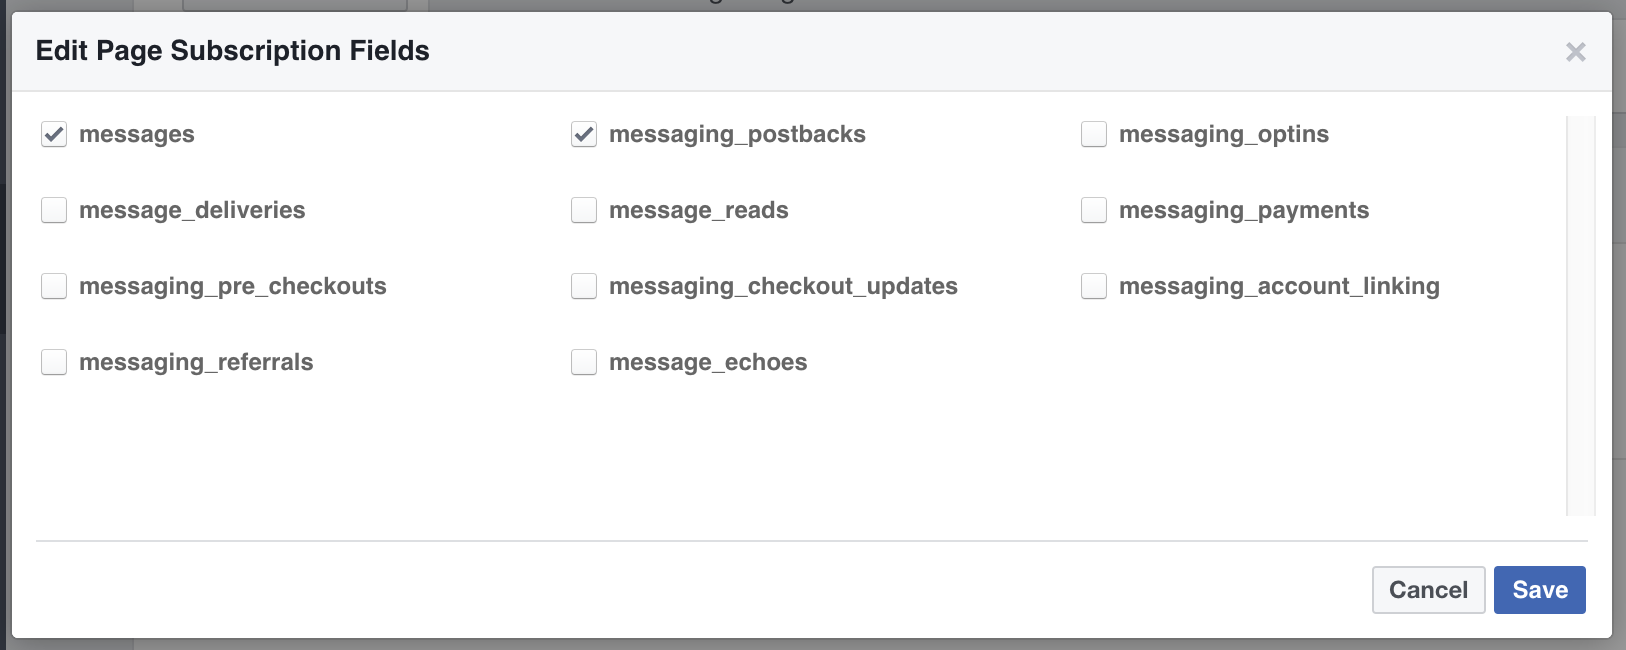 Edit Page Subscription Fields
messages
messaging_postbacks
messaging_optins
message_deliveries
message_reads
messaging_payments
messaging_pre_checkouts
messaging_checkout_updates
messaging_account_linking
messaging_referrals
message_echoes
Cancel
Save